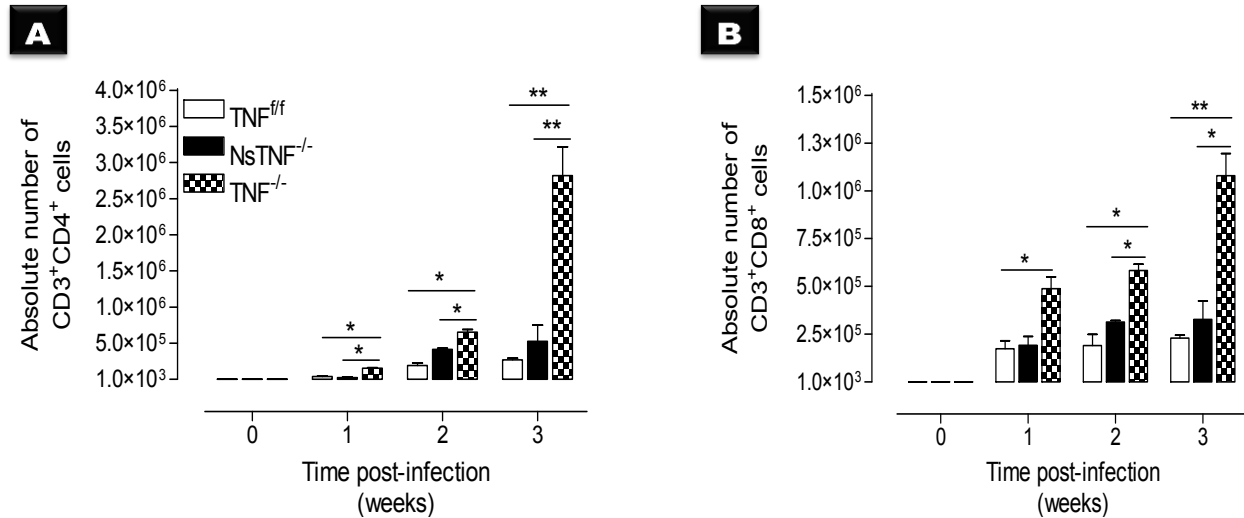 A
Absolute number of
CD3⁺CD4⁺ cells
4.0×10⁶
3.5×10⁶
3.0×10⁶
2.5×10⁶
2.0×10⁶
1.5×10⁶
1.0×10⁶
5.0×10⁵
1.0×10³
TNF^f/f
NsTNF^-/-
TNF^-/-
*
*
*
*
**
**
0 1 2 3
Time post-infection
(weeks)
B
Absolute number of
CD3⁺CD8⁺ cells
1.5×10⁶
1.3×10⁶
1.0×10⁶
7.5×10⁵
5.0×10⁵
2.5×10⁵
1.0×10³
*
*
*
**
*
0 1 2 3
Time post-infection
(weeks)